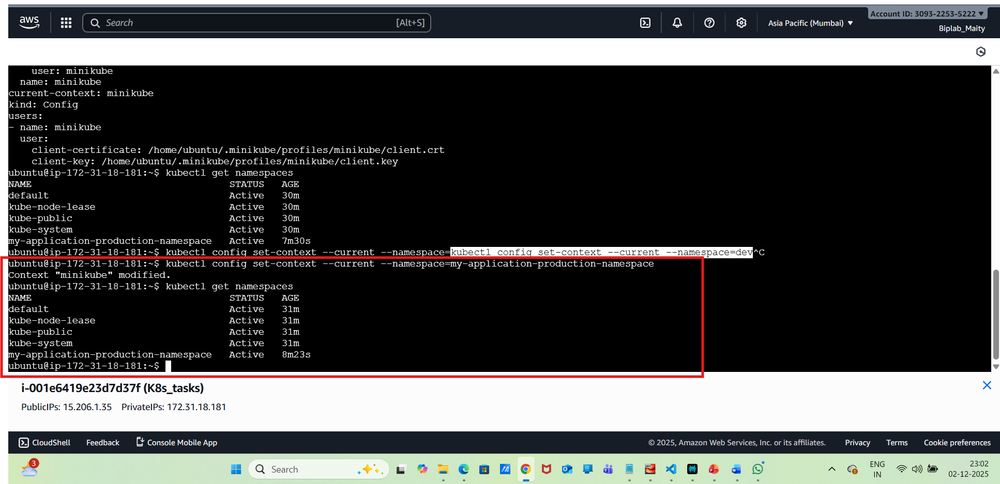 aws
Search [Alt+S]
Asia Pacific (Mumbai) ▼
Account ID: 3093-2253-5222 ▼
Biplab_Maity
    user: minikube
  name: minikube
current-context: minikube
kind: Config
users:
- name: minikube
  user:
    client-certificate: /home/ubuntu/.minikube/profiles/minikube/client.crt
    client-key: /home/ubuntu/.minikube/profiles/minikube/client.key
ubuntu@ip-172-31-18-181:~$ kubectl get namespaces
NAME STATUS AGE
default Active 30m
kube-node-lease Active 30m
kube-public Active 30m
kube-system Active 30m
my-application-production-namespace Active 7m30s
ubuntu@ip-172-31-18-181:~$ kubectl config set-context --current --namespace=kubectl config set-context --current --namespace=dev^C
ubuntu@ip-172-31-18-181:~$ kubectl config set-context --current --namespace=my-application-production-namespace
Context "minikube" modified.
ubuntu@ip-172-31-18-181:~$ kubectl get namespaces
NAME STATUS AGE
default Active 31m
kube-node-lease Active 31m
kube-public Active 31m
kube-system Active 31m
my-application-production-namespace Active 8m23s
ubuntu@ip-172-31-18-181:~$
i-001e6419e23d7d37f (K8s_tasks)
PublicIPs: 15.206.1.35 PrivateIPs: 172.31.18.181
CloudShell Feedback Console Mobile App © 2025, Amazon Web Services, Inc. or its affiliates. Privacy Terms Cookie preferences
3
Search
ENG
IN
23:02
02-12-2025